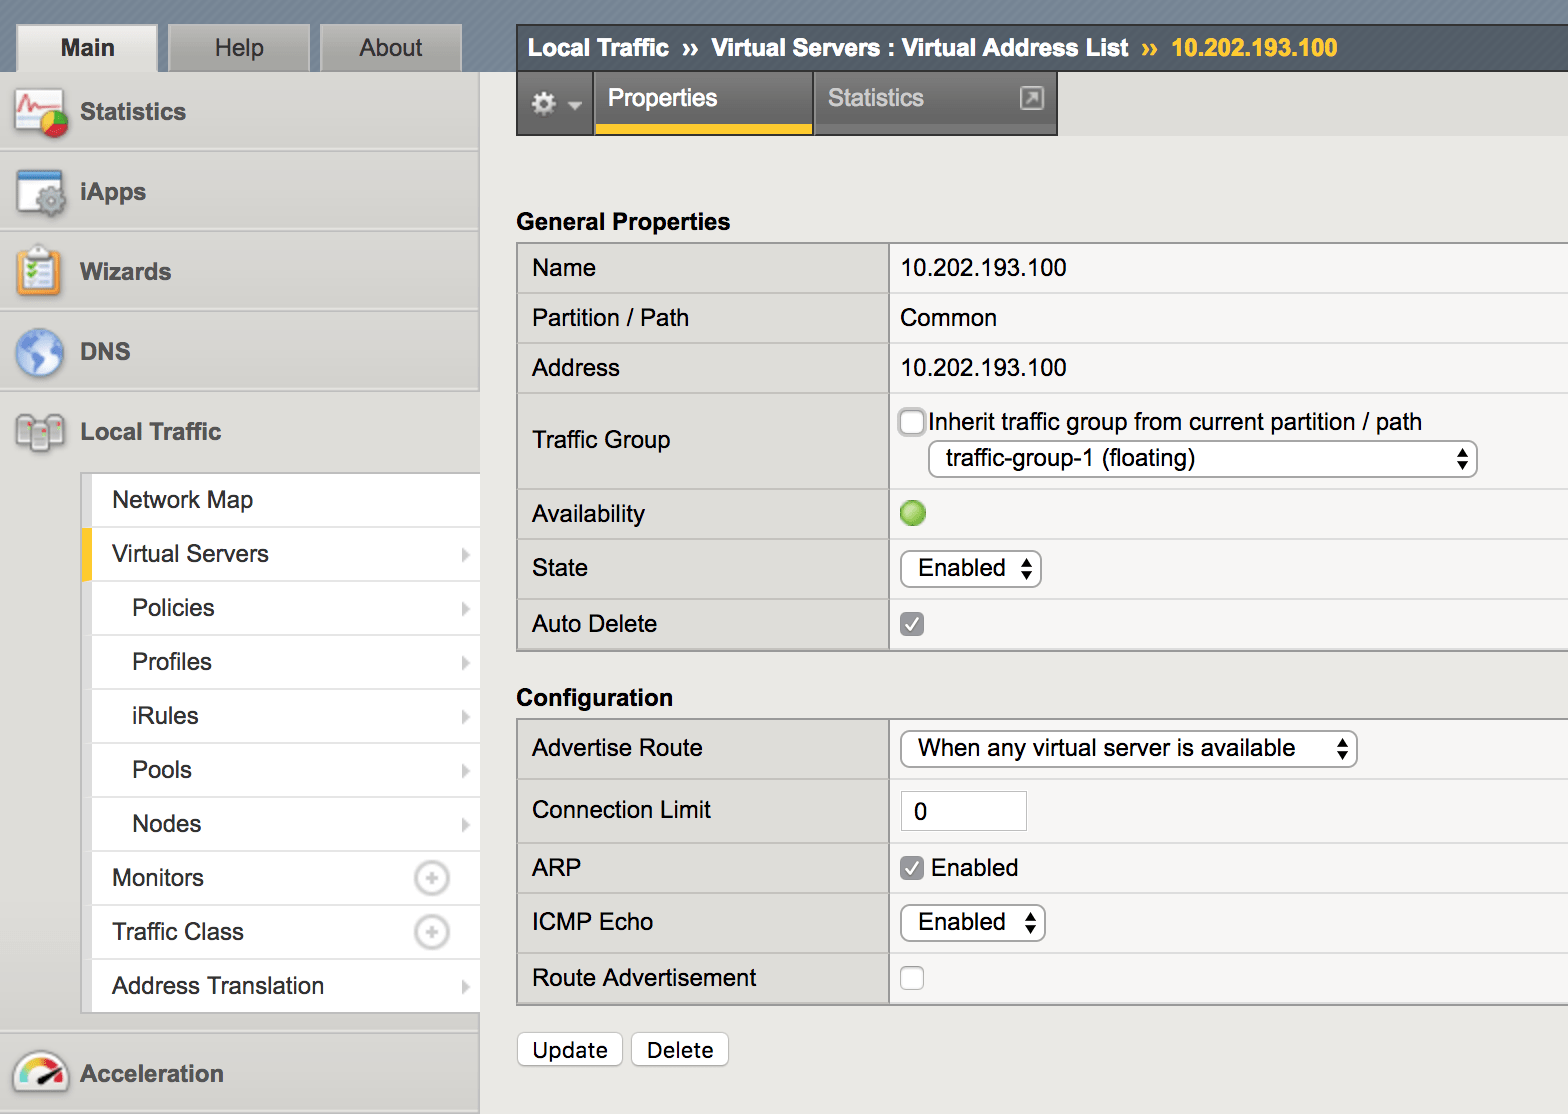 Main
Help
About
Statistics
iApps
Wizards
DNS
Local Traffic
Network Map
Virtual Servers
Policies
Profiles
iRules
Pools
Nodes
Monitors
Traffic Class
Address Translation
Acceleration
Local Traffic ›› Virtual Servers : Virtual Address List ›› 10.202.193.100
Properties
Statistics
General Properties
Name 10.202.193.100
Partition / Path Common
Address 10.202.193.100
Traffic Group Inherit traffic group from current partition / path
traffic-group-1 (floating)
Availability
State Enabled
Auto Delete
Configuration
Advertise Route When any virtual server is available
Connection Limit 0
ARP Enabled
ICMP Echo Enabled
Route Advertisement
Update Delete